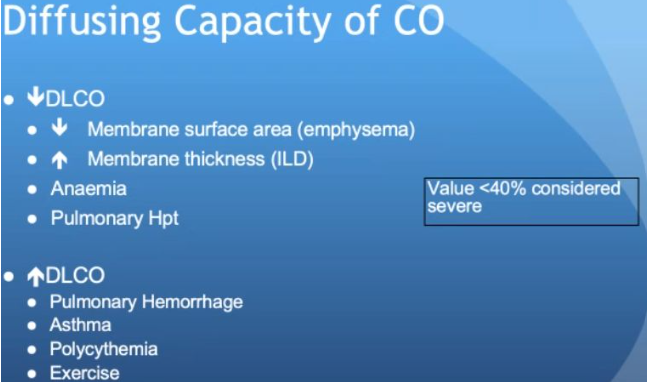 Diffusing Capacity of CO
↓DLCO
↓ Membrane surface area (emphysema)
↑ Membrane thickness (ILD)
Anaemia
Pulmonary Hpt
Value <40% considered
severe
↑DLCO
Pulmonary Hemorrhage
Asthma
Polycythemia
Exercise